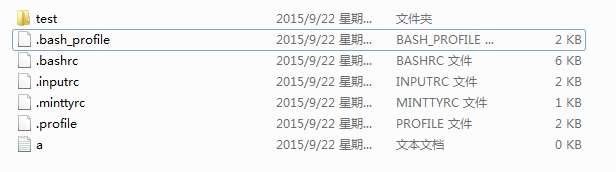 test 2015/9/22 星期... 文件夹
.bash_profile 2015/9/22 星期... BASH_PROFILE ... 2 KB
.bashrc 2015/9/22 星期... BASHRC 文件 6 KB
.inputrc 2015/9/22 星期... INPUTRC 文件 2 KB
.minttyrc 2015/9/22 星期... MINTTYRC 文件 1 KB
.profile 2015/9/22 星期... PROFILE 文件 2 KB
a 2015/9/22 星期... 文本文档 0 KB